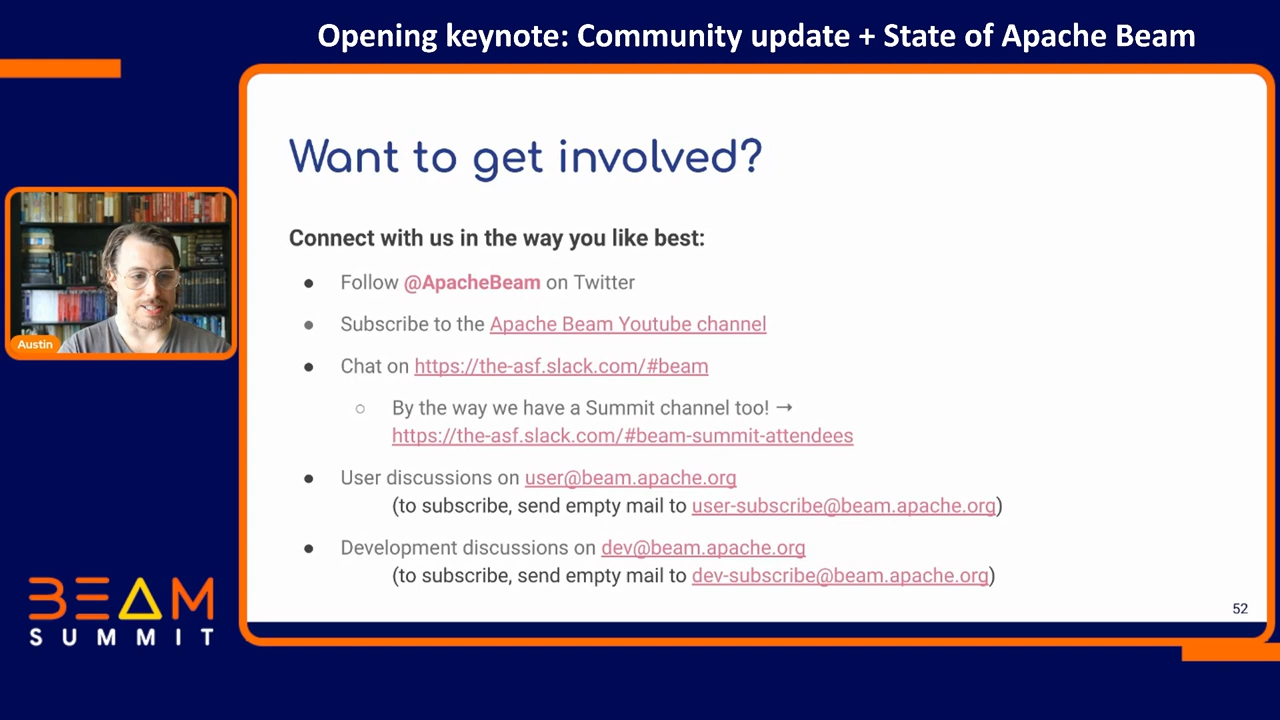 Opening keynote: Community update + State of Apache Beam
Want to get involved?
Connect with us in the way you like best:
● Follow @ApacheBeam on Twitter
● Subscribe to the Apache Beam Youtube channel
● Chat on https://the-asf.slack.com/#beam
○ By the way we have a Summit channel too! →
https://the-asf.slack.com/#beam-summit-attendees
● User discussions on user@beam.apache.org
(to subscribe, send empty mail to user-subscribe@beam.apache.org)
● Development discussions on dev@beam.apache.org
(to subscribe, send empty mail to dev-subscribe@beam.apache.org)
52
Austin
BEAM
SUMMIT